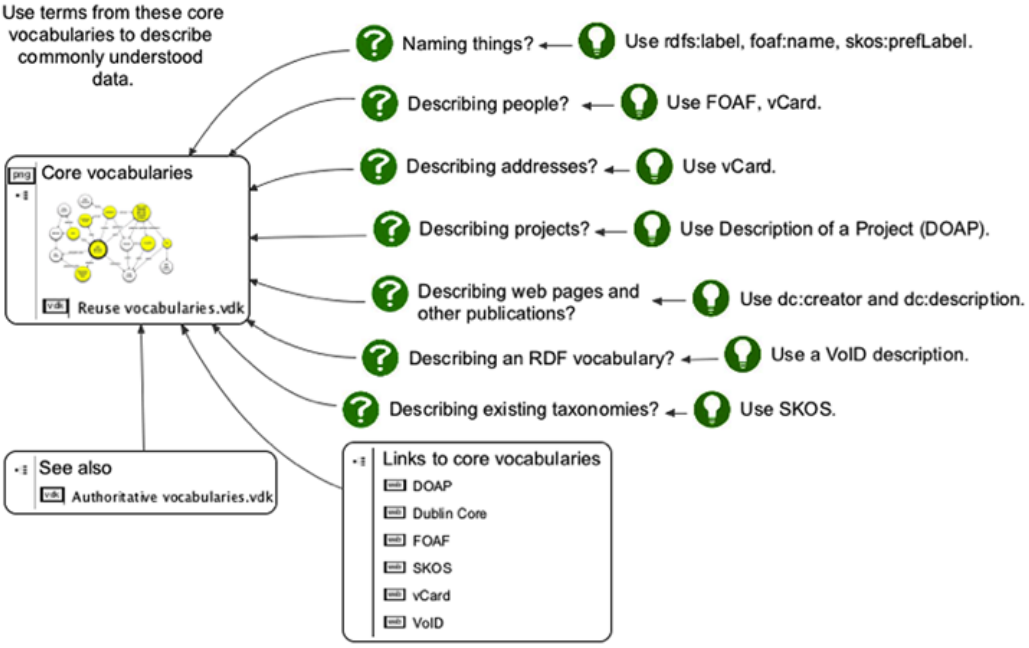 Use terms from these core
vocabularies to describe
commonly understood
data.
Naming things?
Use rdfs:label, foaf:name, skos:prefLabel.
Describing people?
Use FOAF, vCard.
Describing addresses?
Use vCard.
Describing projects?
Use Description of a Project (DOAP).
Describing web pages and
other publications?
Use dc:creator and dc:description.
Describing an RDF vocabulary?
Use a VoID description.
Describing existing taxonomies?
Use SKOS.
png
Core vocabularies
vdk
Reuse vocabularies.vdk
See also
vdk
Authoritative vocabularies.vdk
Links to core vocabularies
DOAP
Dublin Core
FOAF
SKOS
vCard
VoID